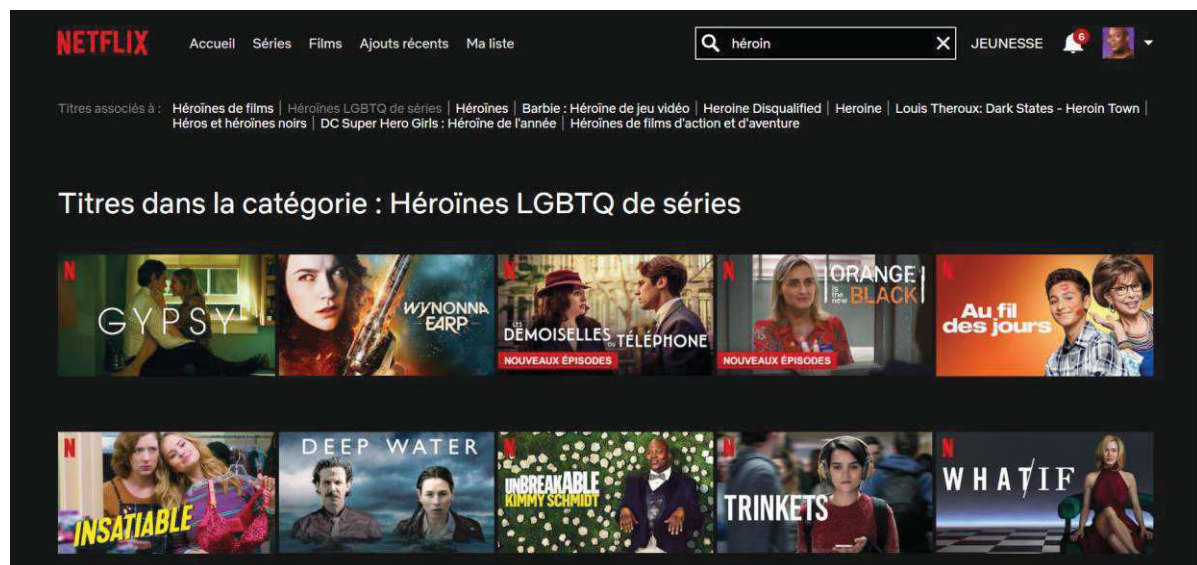 NETFLIX Accueil Séries Films Ajouts récents Ma liste héroin JEUNESSE 6
Titres associés à : Héroïnes de films | Héroïnes LGBTQ de séries | Héroïnes | Barbie : Héroïne de jeu vidéo | Heroine Disqualified | Heroine | Louis Theroux: Dark States - Heroin Town |
Héros et héroïnes noirs | DC Super Hero Girls : Héroïne de l'année | Héroïnes de films d'action et d'aventure
Titres dans la catégorie : Héroïnes LGBTQ de séries
N
GYPSY
WYNONNA
EARP
N
LES
DEMOISELLES DU TÉLÉPHONE
NOUVEAUX ÉPISODES
N
ORANGE
is the new BLACK
NOUVEAUX ÉPISODES
N
Au fil
des jours
N
INSATIABLE
DEEP WATER
N
UNBREAKABLE
KIMMY SCHMIDT
N
TRINKETS
N
WHAT/IF